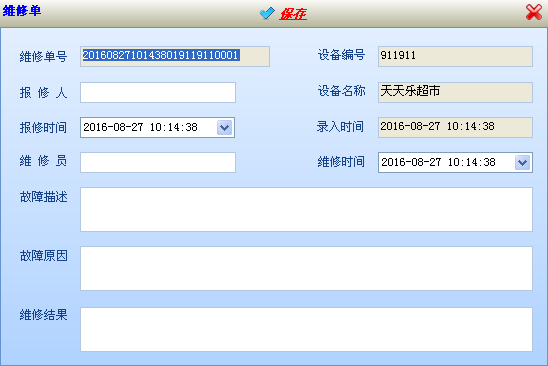 维修单 保存
维修单号 20160827101438019119110001 设备编号 911911
报 修 人 设备名称 天天乐超市
报修时间 2016-08-27 10:14:38 录入时间 2016-08-27 10:14:38
维 修 员 维修时间 2016-08-27 10:14:38
故障描述
故障原因
维修结果